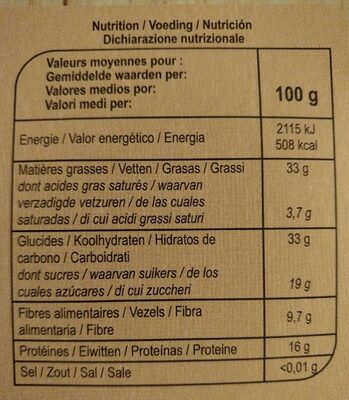 Nutrition / Voeding / Nutrición
Dichiarazione nutrizionale
Valeurs moyennes pour :
Gemiddelde waarden per:
Valores medios por:
Valori medi per:
100 g
Energie / Valor energético / Energia
2115 kJ
508 kcal
Matières grasses / Vetten / Grasas / Grassi
33 g
dont acides gras saturés / waarvan
verzadigde vetzuren / de las cuales
saturadas / di cui acidi grassi saturi
3,7 g
Glucides / Koolhydraten / Hidratos de
carbono / Carboidrati
33 g
dont sucres / waarvan suikers / de los
cuales azúcares / di cui zuccheri
19 g
Fibres alimentaires / Vezels / Fibra
alimentaria / Fibre
9,7 g
Protéines / Eiwitten / Proteínas / Proteine
16 g
Sel / Zout / Sal / Sale
<0,01 g